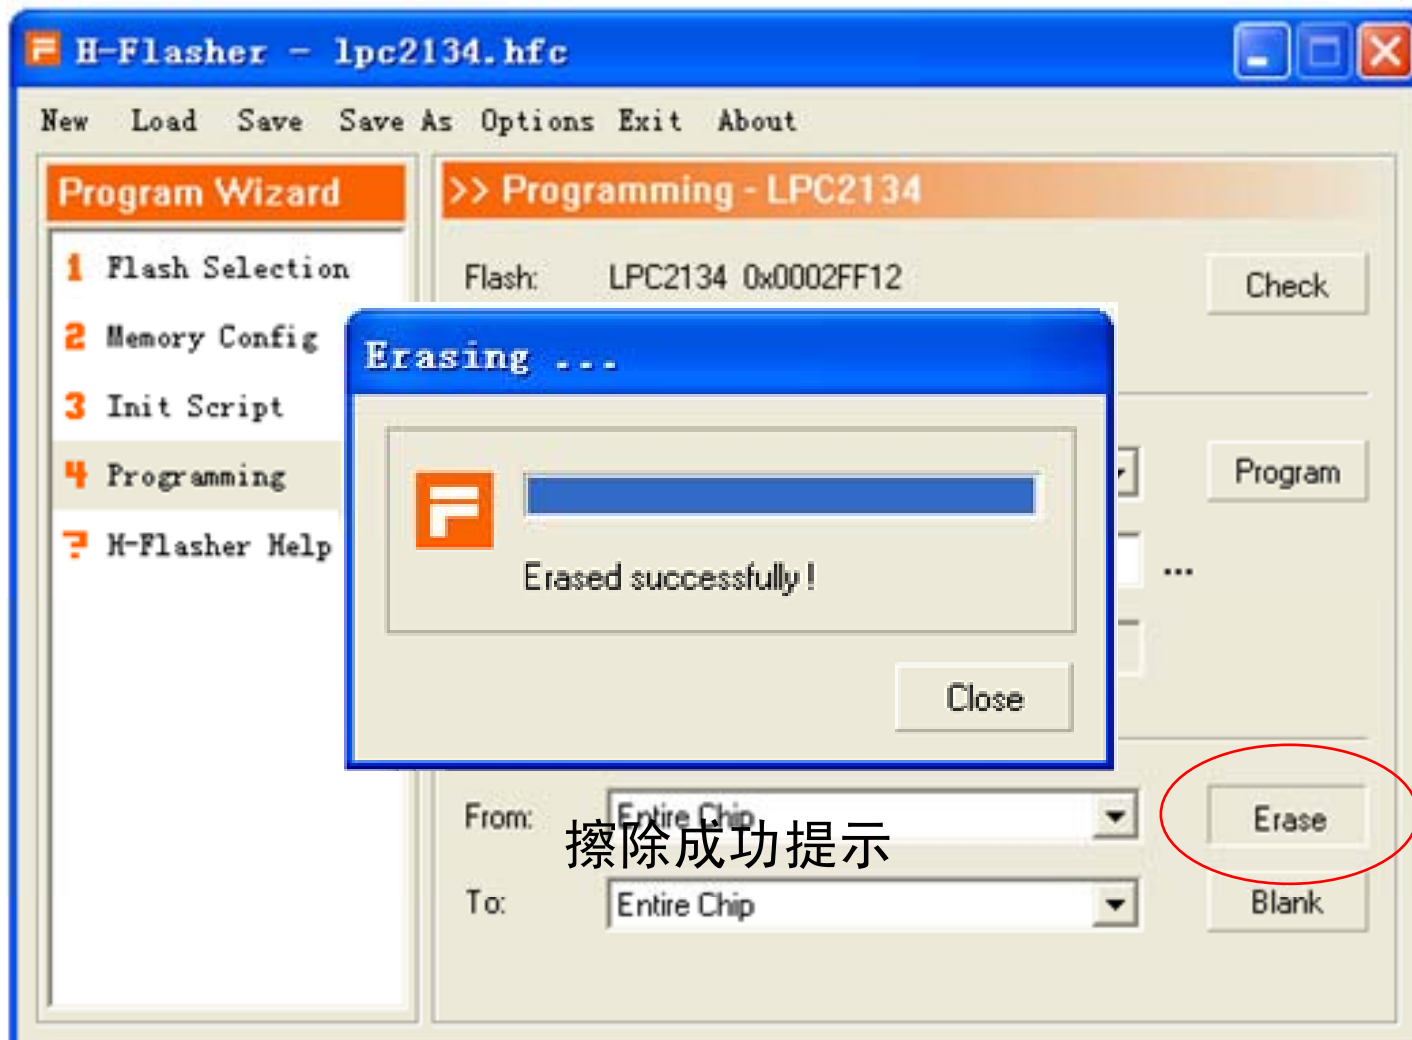 H-Flasher - lpc2134.hfc
New Load Save Save As Options Exit About
Program Wizard
1 Flash Selection
2 Memory Config
3 Init Script
4 Programming
? H-Flasher Help
>> Programming - LPC2134
Flash: LPC2134 0x0002FF12
Check
Program
...
Erasing ...
Erased successfully !
Close
From: Entire Chip
Erase
擦除成功提示
To: Entire Chip
Blank